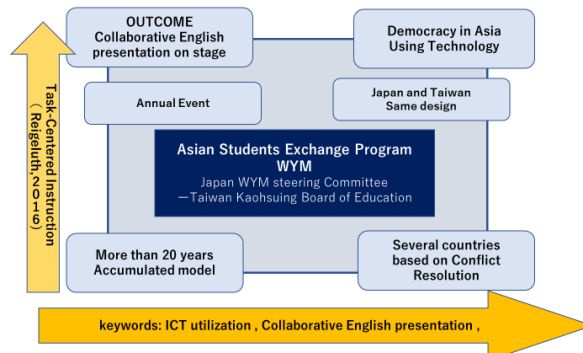 OUTCOME
Collaborative English
presentation on stage
Democracy in Asia
Using Technology
Annual Event
Japan and Taiwan
Same design
Task-Centered Instruction
(Reigeluth,2016)
Asian Students Exchange Program
WYM
Japan WYM steering Committee
—Taiwan Kaohsuing Board of Education
More than 20 years
Accumulated model
Several countries
based on Conflict
Resolution
keywords: ICT utilization , Collaborative English presentation ,